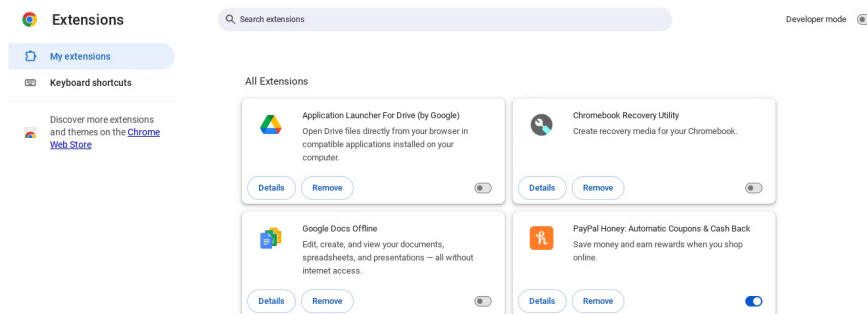 Extensions
Search extensions
Developer mode
My extensions
Keyboard shortcuts
Discover more extensions
and themes on the Chrome
Web Store
All Extensions
Application Launcher For Drive (by Google)
Open Drive files directly from your browser in
compatible applications installed on your
computer.
Details
Remove
Chromebook Recovery Utility
Create recovery media for your Chromebook.
Details
Remove
Google Docs Offline
Edit, create, and view your documents,
spreadsheets, and presentations — all without
internet access.
Details
Remove
PayPal Honey: Automatic Coupons & Cash Back
Save money and earn rewards when you shop
online.
Details
Remove